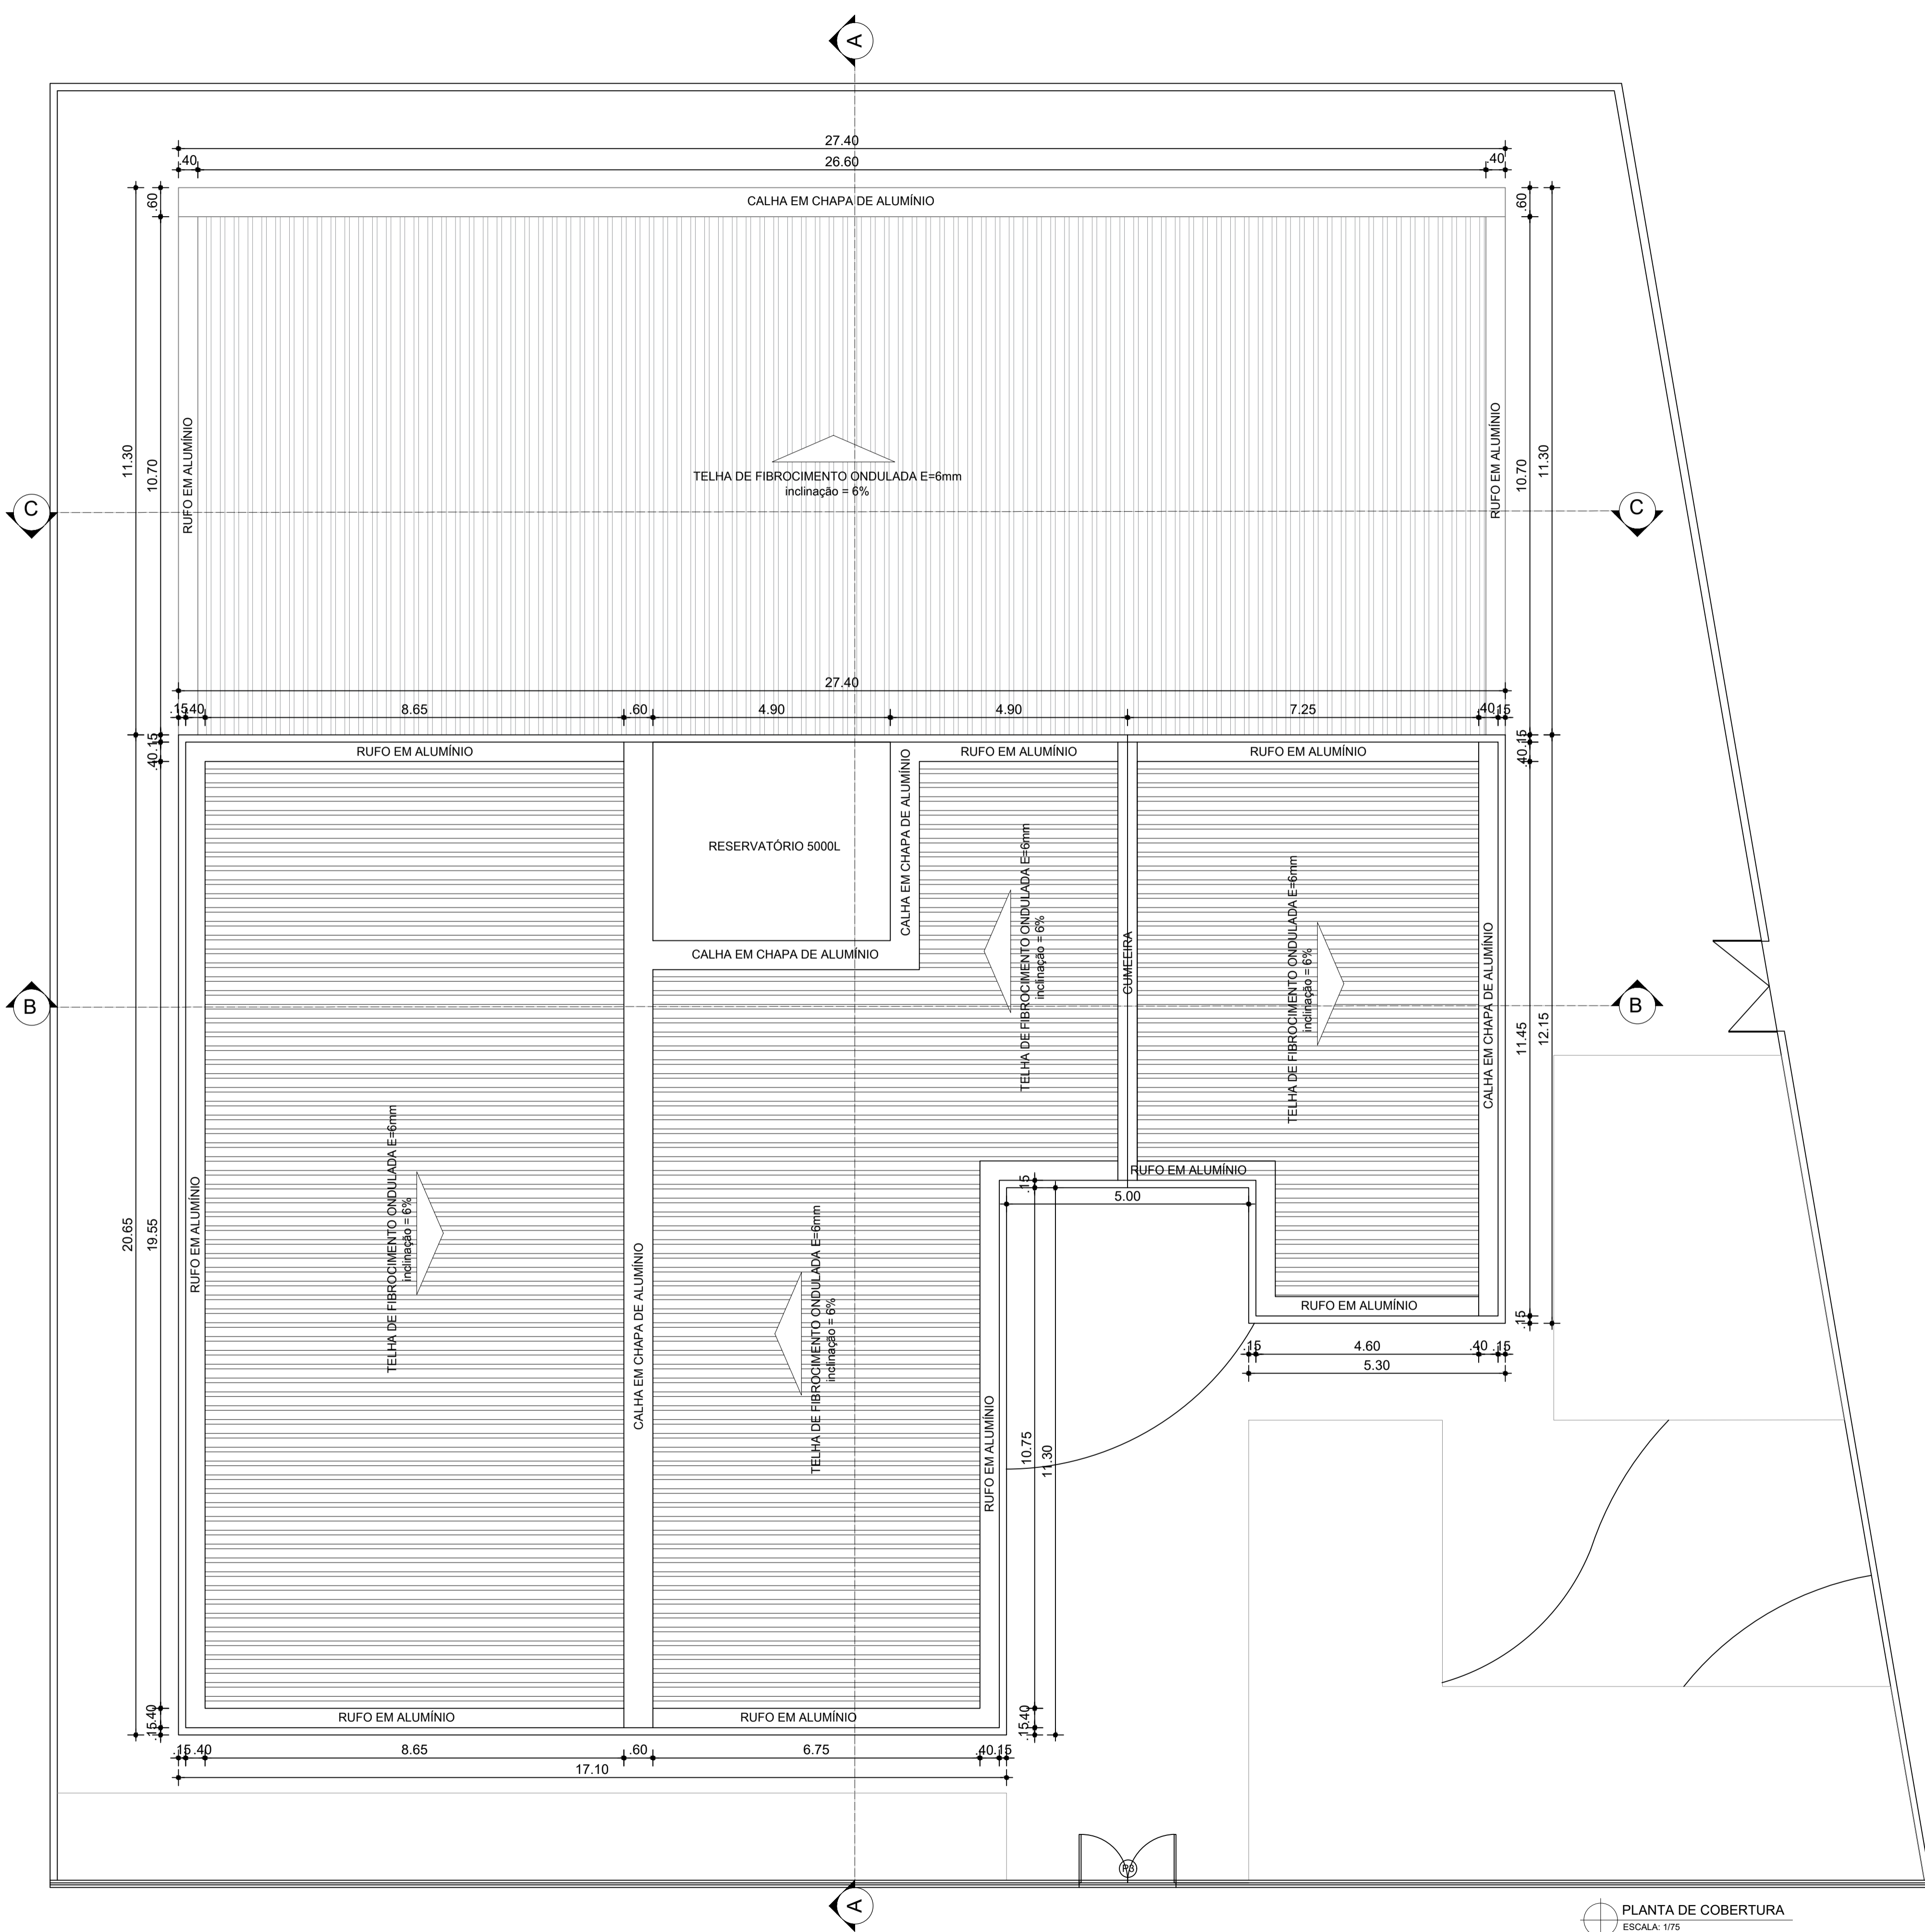 A
27.40
.40
26.60
.40
.60
CALHA EM CHAPA DE ALUMÍNIO
.60
11.30
10.70
RUFO EM ALUMÍNIO
TELHA DE FIBROCIMENTO ONDULADA E=6mm
inclinação = 6%
RUFO EM ALUMÍNIO
10.70
11.30
C
C
27.40
.15
.40
8.65
.60
4.90
4.90
7.25
.40
.15
.15
.40
RUFO EM ALUMÍNIO
RUFO EM ALUMÍNIO
RUFO EM ALUMÍNIO
.15
.40
RESERVATÓRIO 5000L
CALHA EM CHAPA DE ALUMÍNIO
CALHA EM CHAPA DE ALUMÍNIO
TELHA DE FIBROCIMENTO ONDULADA E=6mm
inclinação = 6%
CUMEEIRA
TELHA DE FIBROCIMENTO ONDULADA E=6mm
inclinação = 6%
CALHA EM CHAPA DE ALUMÍNIO
B
B
11.45
12.15
20.65
19.55
RUFO EM ALUMÍNIO
TELHA DE FIBROCIMENTO ONDULADA E=6mm
inclinação = 6%
CALHA EM CHAPA DE ALUMÍNIO
TELHA DE FIBROCIMENTO ONDULADA E=6mm
inclinação = 6%
RUFO EM ALUMÍNIO
.15
5.00
RUFO EM ALUMÍNIO
.15
.15
4.60
.40
.15
5.30
RUFO EM ALUMÍNIO
10.75
11.30
.40
.15
RUFO EM ALUMÍNIO
RUFO EM ALUMÍNIO
.40
.15
.15
.40
8.65
.60
6.75
.40
.15
17.10
P3
A
PLANTA DE COBERTURA
ESCALA: 1/75